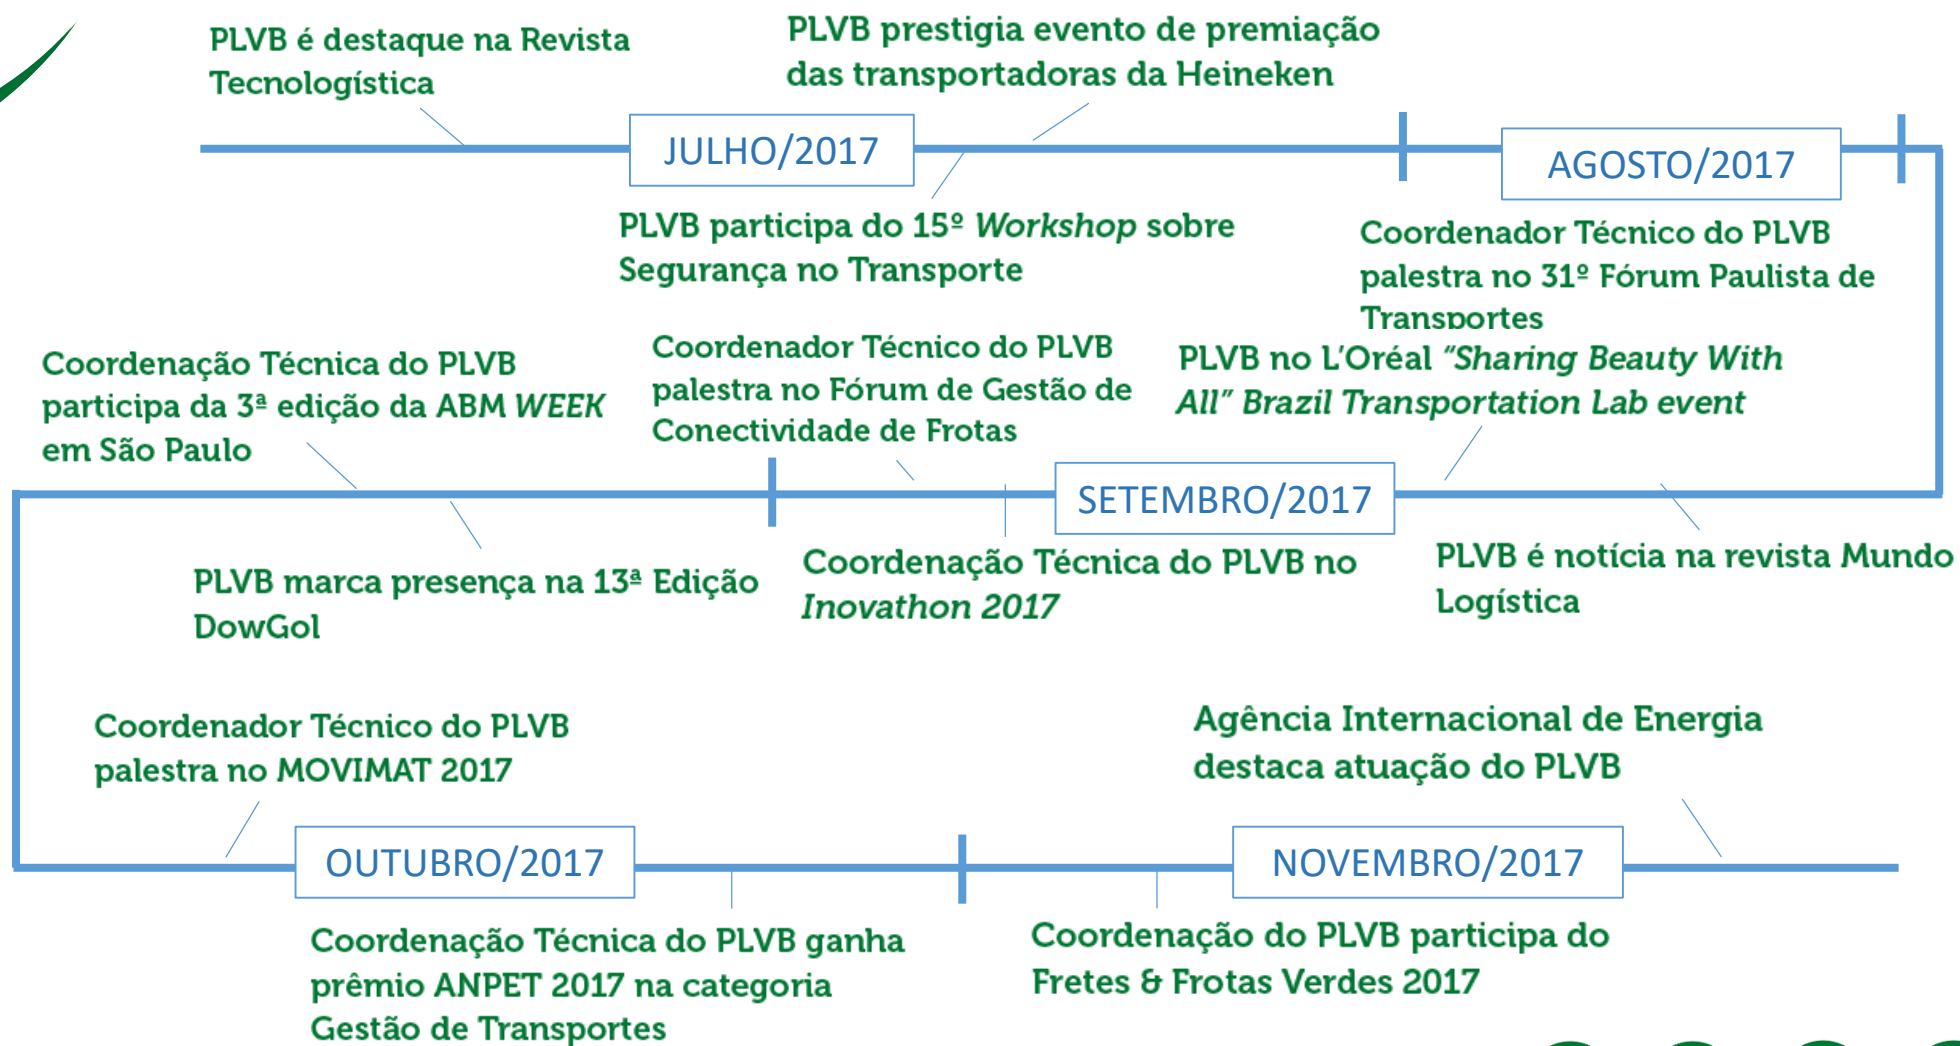 PLVB é destaque na Revista
Tecnologística
PLVB prestigia evento de premiação
das transportadoras da Heineken
JULHO/2017
AGOSTO/2017
PLVB participa do 15º Workshop sobre
Segurança no Transporte
Coordenador Técnico do PLVB
palestra no 31º Fórum Paulista de
Transportes
Coordenação Técnica do PLVB
participa da 3ª edição da ABM WEEK
em São Paulo
Coordenador Técnico do PLVB
palestra no Fórum de Gestão de
Conectividade de Frotas
PLVB no L'Oréal “Sharing Beauty With
All” Brazil Transportation Lab event
SETEMBRO/2017
PLVB marca presença na 13ª Edição
DowGol
Coordenação Técnica do PLVB no
Inovathon 2017
PLVB é notícia na revista Mundo
Logística
Coordenador Técnico do PLVB
palestra no MOVIMAT 2017
Agência Internacional de Energia
destaca atuação do PLVB
OUTUBRO/2017
NOVEMBRO/2017
Coordenação Técnica do PLVB ganha
prêmio ANPET 2017 na categoria
Gestão de Transportes
Coordenação do PLVB participa do
Fretes & Frotas Verdes 2017